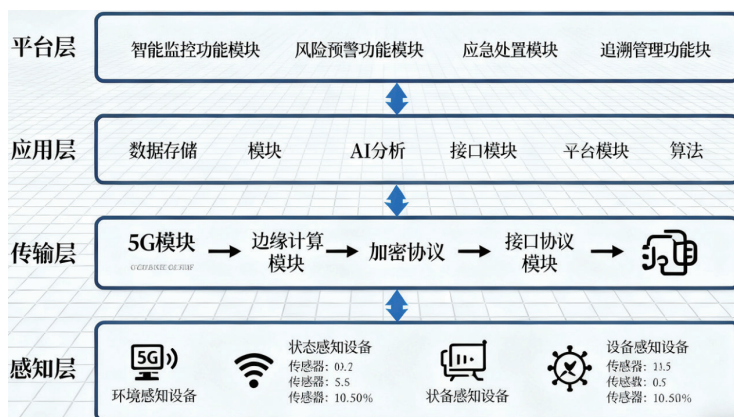 平台层
智能监控功能模块 风险预警功能模块 应急处置模块 追溯管理功能块
应用层
数据存储 模块 AI分析 接口模块 平台模块 算法
传输层
5G模块
边缘计算
模块
加密协议
接口协议
模块
感知层
5G
环境感知设备
状态感知设备
传感器:
传感器: 5.5
传感器: 10.50%
状备感知设备
设备感知设备
传感器:
传感数: 0.5
传感器: 10.50%